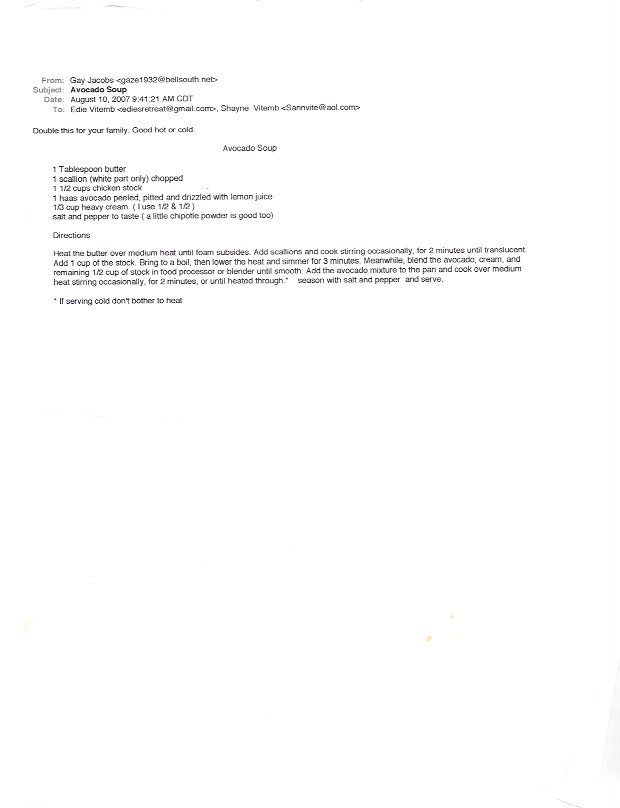 From: Gay Jacobs <gaze1932@bellsouth.net>
Subject: Avocado Soup
Date: August 10, 2007 9:41:21 AM CDT
To: Edie Vitemb <ediesretreat@gmail.com>, Shayne Vitemb <Sannvite@aol.com>
Double this for your family. Good hot or cold.
Avocado Soup
1 Tablespoon butter
1 scallion (white part only) chopped
1 1/2 cups chicken stock
1 haas avocado peeled, pitted and drizzled with lemon juice
1/3 cup heavy cream ( I use 1/2 & 1/2 )
salt and pepper to taste ( a little chipotle powder is good too)
Directions
Heat the butter over medium heat until foam subsides. Add scallions and cook stirring occasionally, for 2 minutes until translucent.
Add 1 cup of the stock. Bring to a boil, then lower the heat and simmer for 3 minutes. Meanwhile, blend the avocado, cream, and
remaining 1/2 cup of stock in food processor or blender until smooth. Add the avocado mixture to the pan and cook over medium
heat stirring occasionally, for 2 minutes, or until heated through.* season with salt and pepper and serve.
* If serving cold don't bother to heat